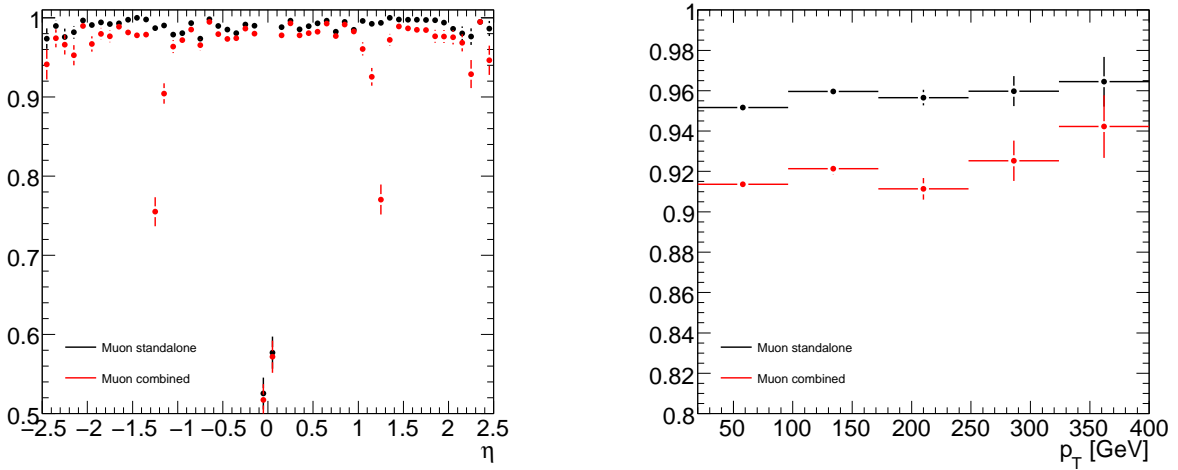 1
0.9
0.8
0.7
0.6
0.5
Muon standalone
Muon combined
−2.5 −2 −1.5 −1 −0.5 0 0.5 1 1.5 2 2.5
η
1
0.98
0.96
0.94
0.92
0.9
0.88
0.86
0.84
0.82
0.8
Muon standalone
Muon combined
50 100 150 200 250 300 350 400
p_T [GeV]